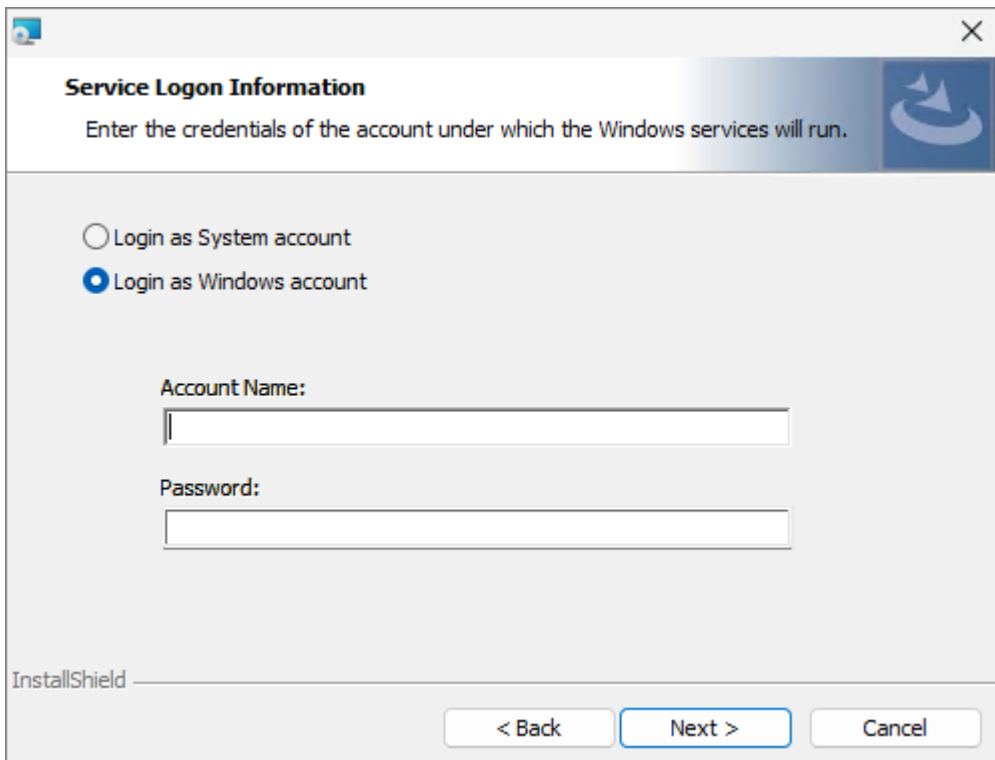 Service Logon Information
Enter the credentials of the account under which the Windows services will run.
Login as System account
Login as Windows account
Account Name:
Password:
InstallShield
< Back
Next >
Cancel